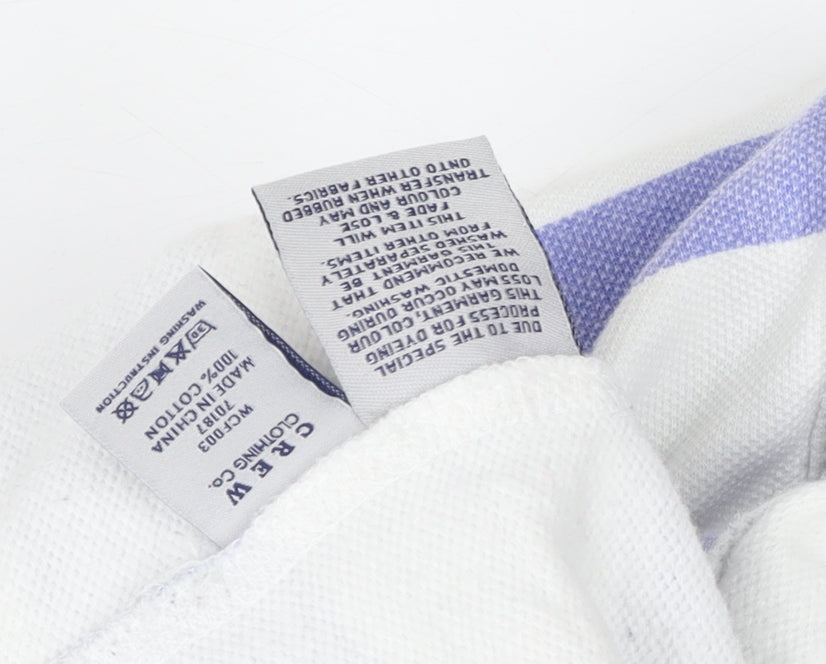 CREW
CLOTHING Co.
WCF003
70187
MADE IN CHINA
100% COTTON
30
WASHING INSTRUCTION
DUE TO THE SPECIAL
PROCESS FOR DYEING
THIS GARMENT, COLOUR
LOSS MAY OCCUR DURING
DOMESTIC WASHING.
WE RECOMMEND THAT
THIS GARMENT BE
WASHED SEPARATELY
FROM OTHER ITEMS.
THIS ITEM WILL
FADE & LOSE
COLOUR AND MAY
TRANSFER WHEN RUBBED
ONTO OTHER FABRICS.